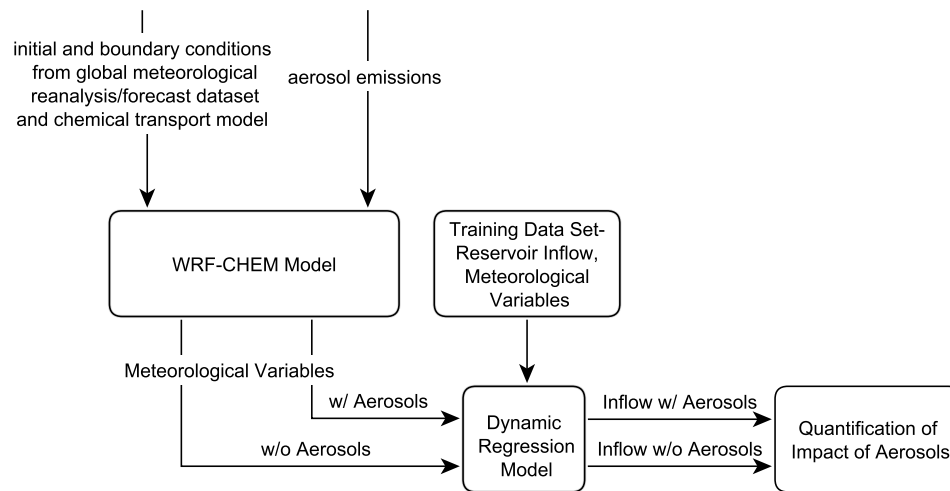 initial and boundary conditions
from global meteorological
reanalysis/forecast dataset
and chemical transport model
aerosol emissions
WRF-CHEM Model
Training Data Set-
Reservoir Inflow,
Meteorological
Variables
Meteorological Variables
w/ Aerosols
w/o Aerosols
Dynamic
Regression
Model
Inflow w/ Aerosols
Inflow w/o Aerosols
Quantification of
Impact of Aerosols